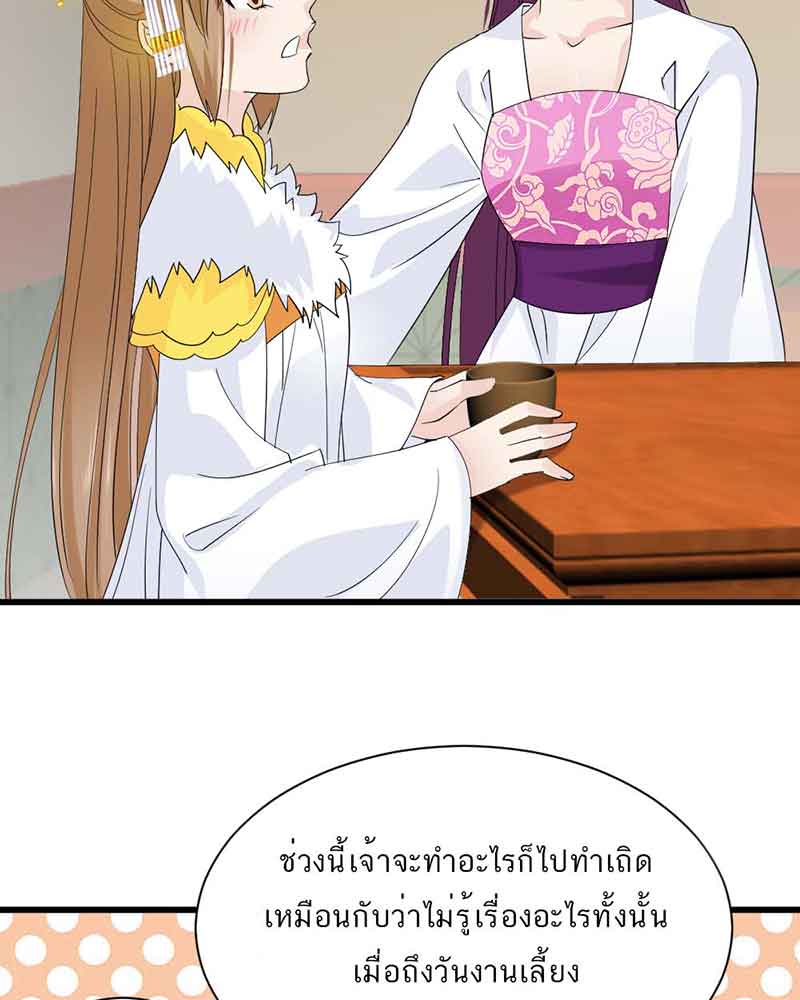 ช่วงนี้เจ้าจะทำอะไรก็ไปทำเถิด
เหมือนกับว่าไม่รู้เรื่องอะไรทั้งนั้น
เมื่อถึงวันงานเลี้ยง